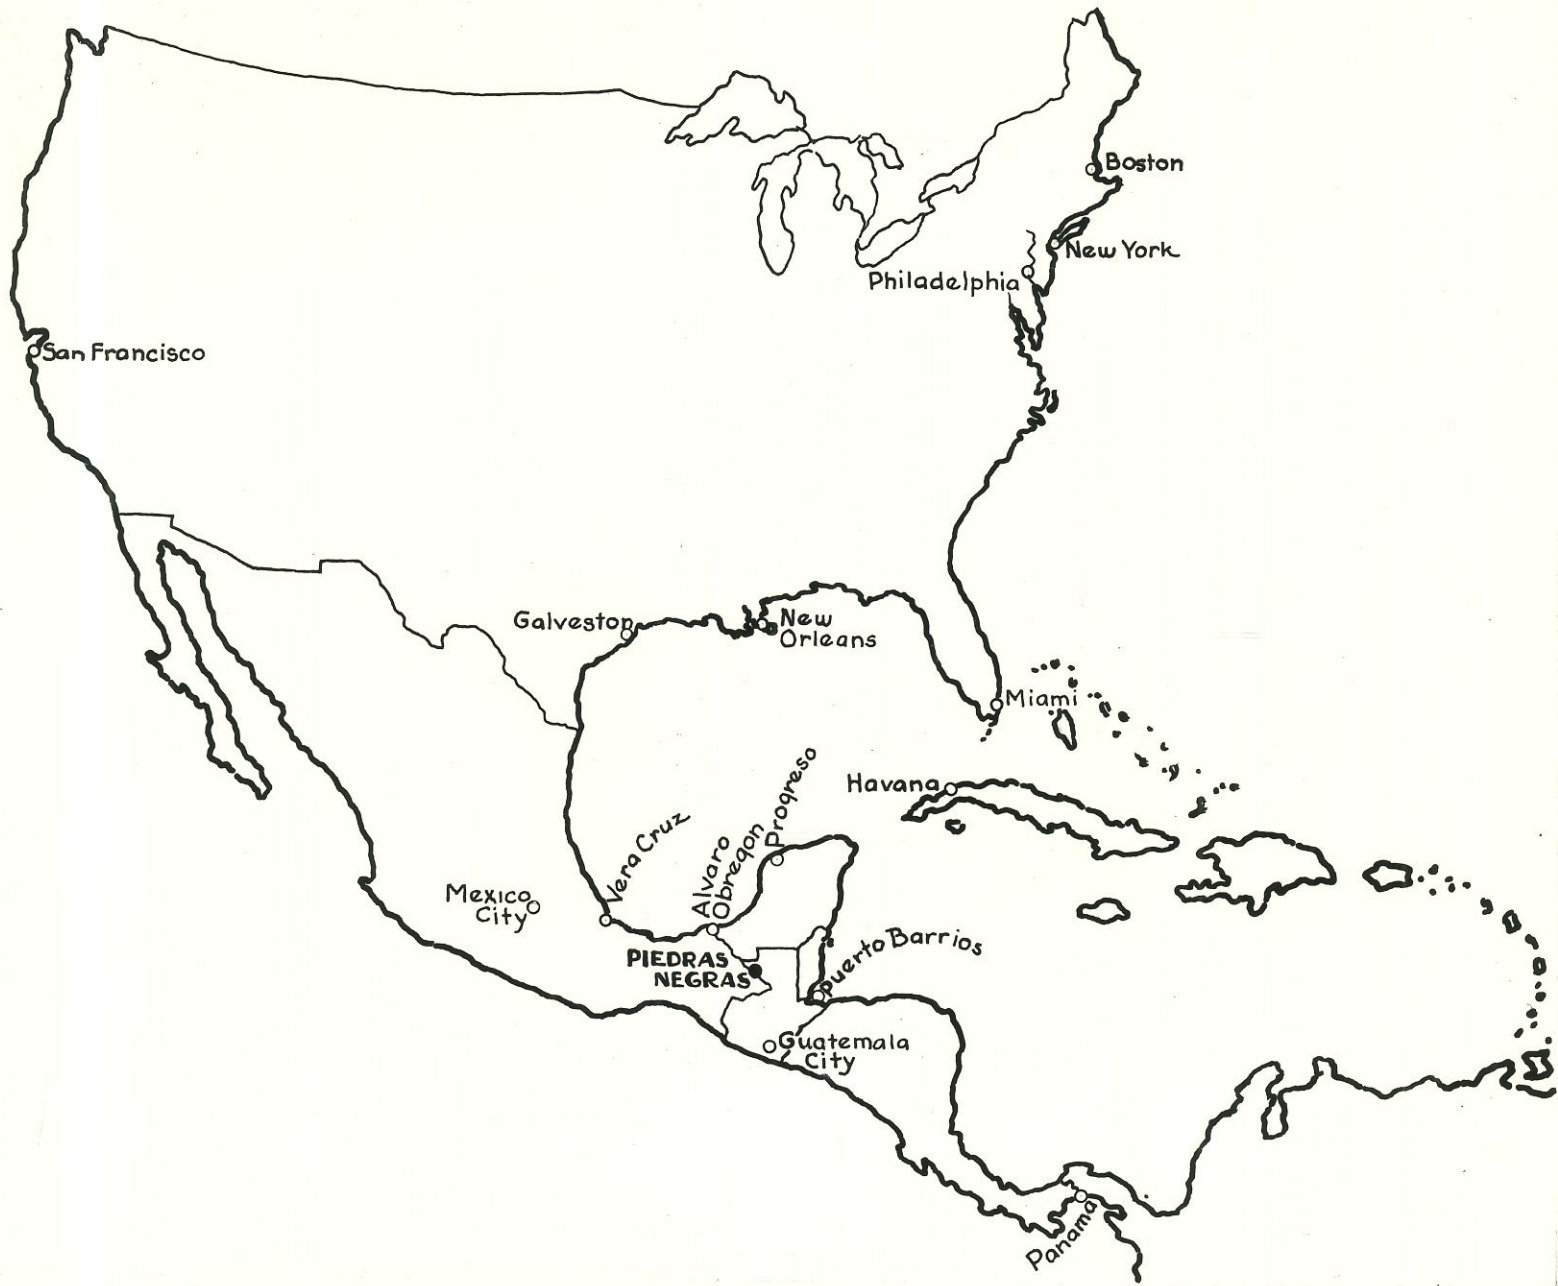 Boston
New York
Philadelphia
San Francisco
Galveston
New
Orleans
Miami
Havana
Progreso
Vera Cruz
Alvaro
Obregon
Mexico
City
PIEDRAS
NEGRAS
Puerto Barrios
Guatemala
City
Panama